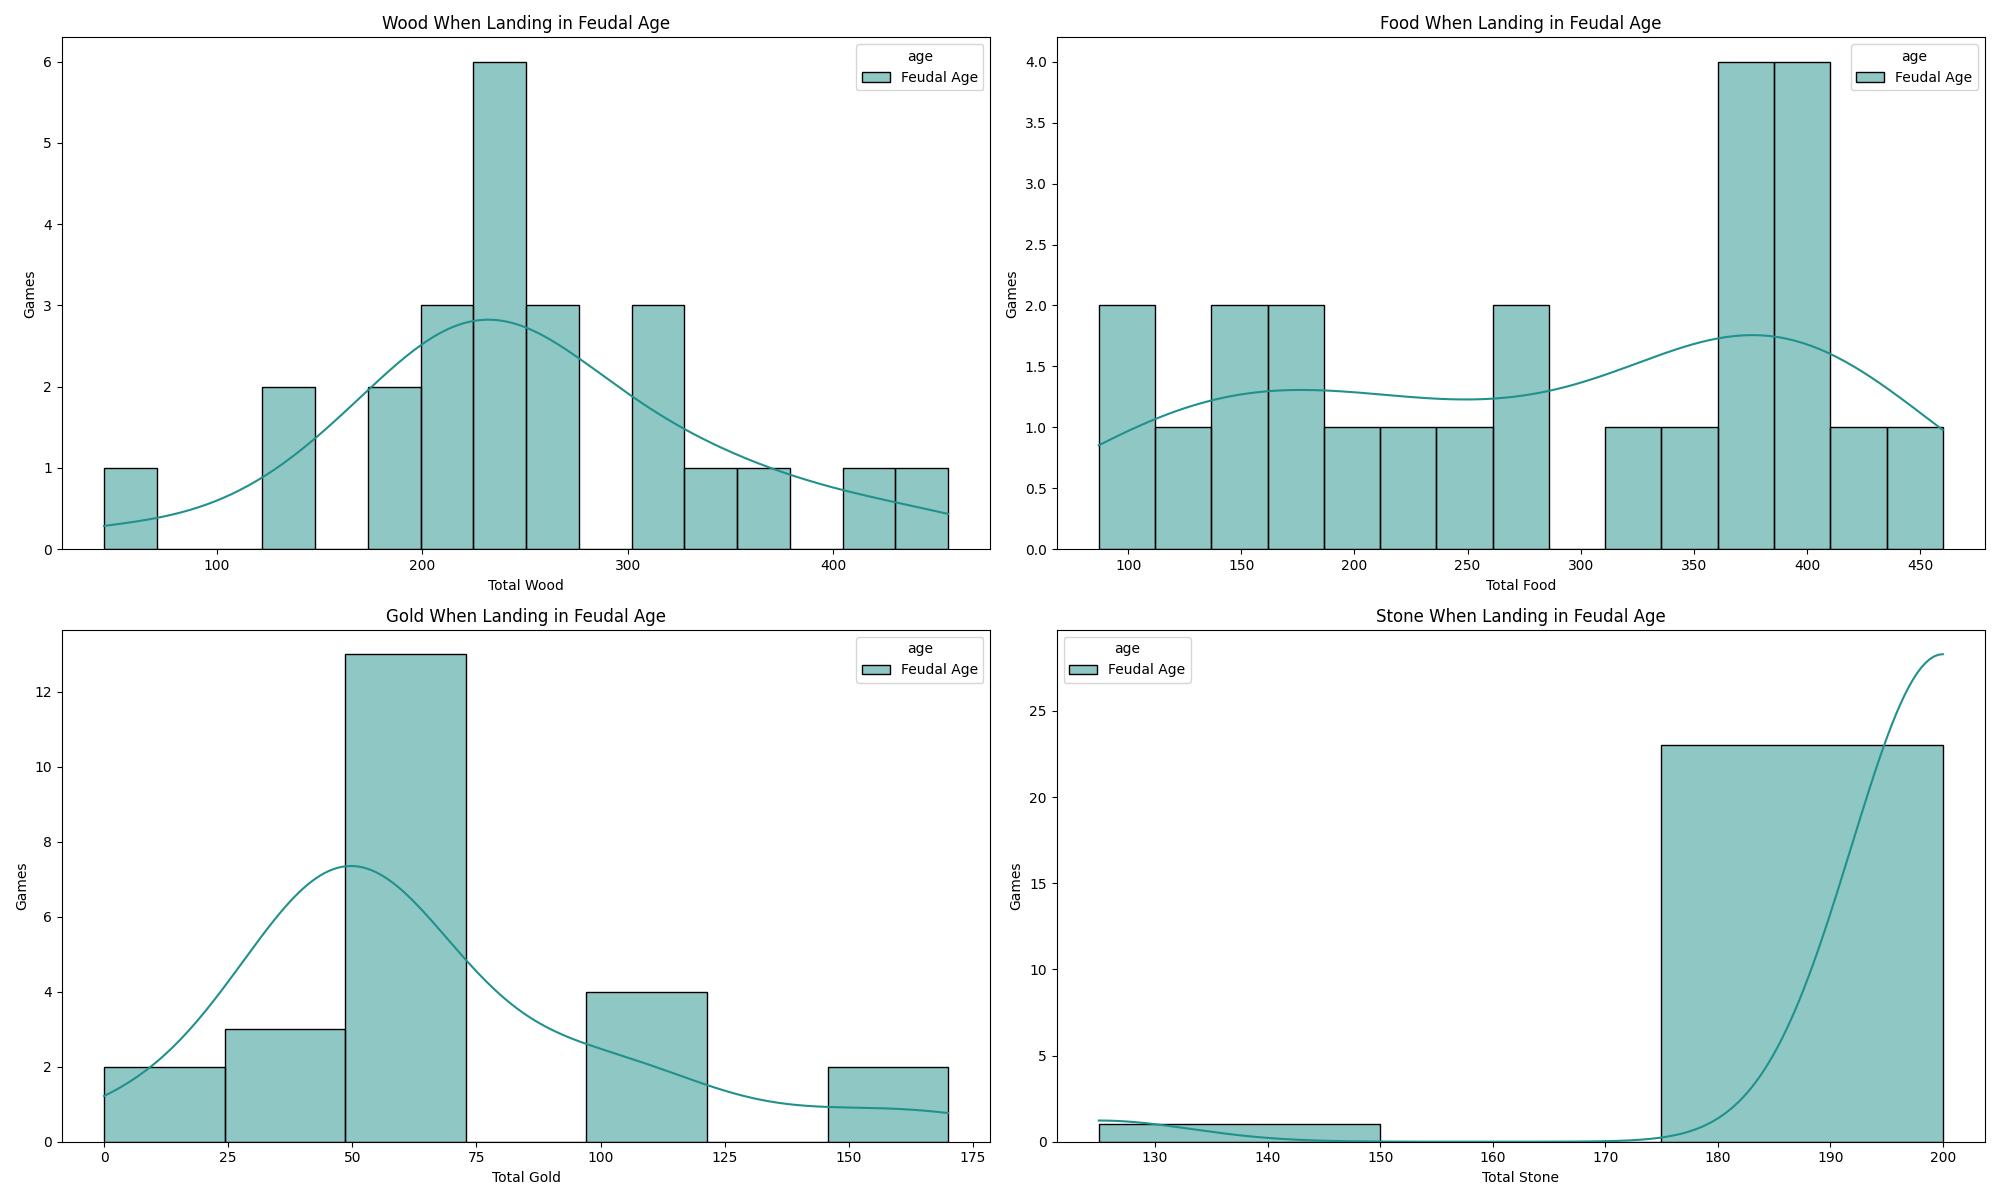 Wood When Landing in Feudal Age
age
Feudal Age
6
5
4
3
2
1
0
Games
100 200 300 400
Total Wood
Food When Landing in Feudal Age
age
Feudal Age
4.0
3.5
3.0
2.5
2.0
1.5
1.0
0.5
0.0
Games
100 150 200 250 300 350 400 450
Total Food
Gold When Landing in Feudal Age
age
Feudal Age
12
10
8
6
4
2
0
Games
0 25 50 75 100 125 150 175
Total Gold
Stone When Landing in Feudal Age
age
Feudal Age
25
20
15
10
5
0
Games
130 140 150 160 170 180 190 200
Total Stone